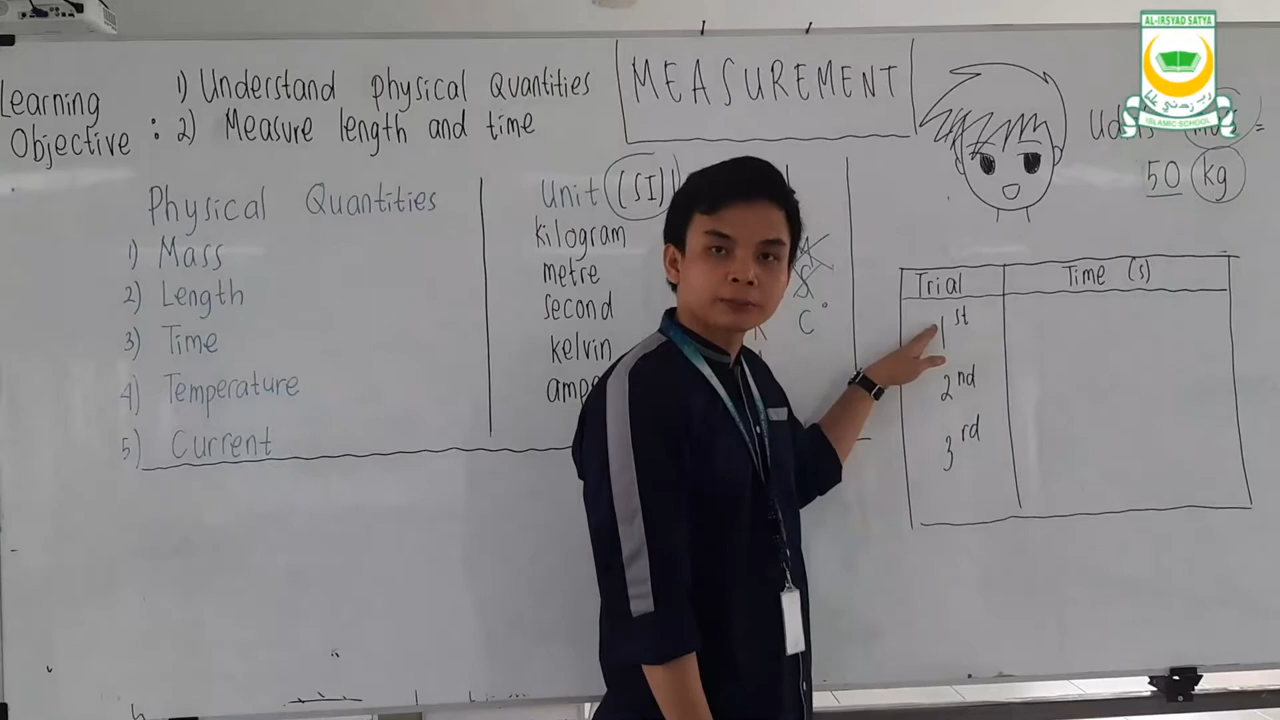 AL-IRSYAD SATYA
ISLAMIC SCHOOL
MEASUREMENT
Learning Objective :
1) Understand physical Quantities
2) Measure length and time
50 kg
Physical Quantities
1) Mass
2) Length
3) Time
4) Temperature
5) Current
Unit (SI)
kilogram
metre
second
kelvin
C°
Trial Time (s)
1st
2nd
3rd